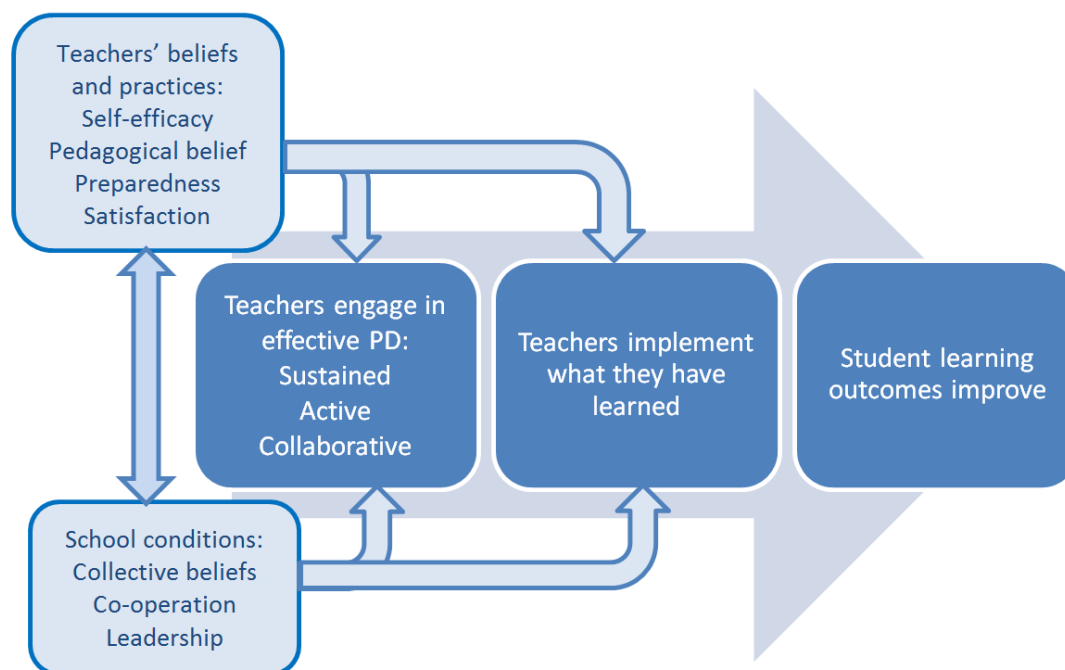 Teachers’ beliefs
and practices:
Self-efficacy
Pedagogical belief
Preparedness
Satisfaction
Teachers engage in
effective PD:
Sustained
Active
Collaborative
Teachers implement
what they have
learned
Student learning
outcomes improve
School conditions:
Collective beliefs
Co-operation
Leadership